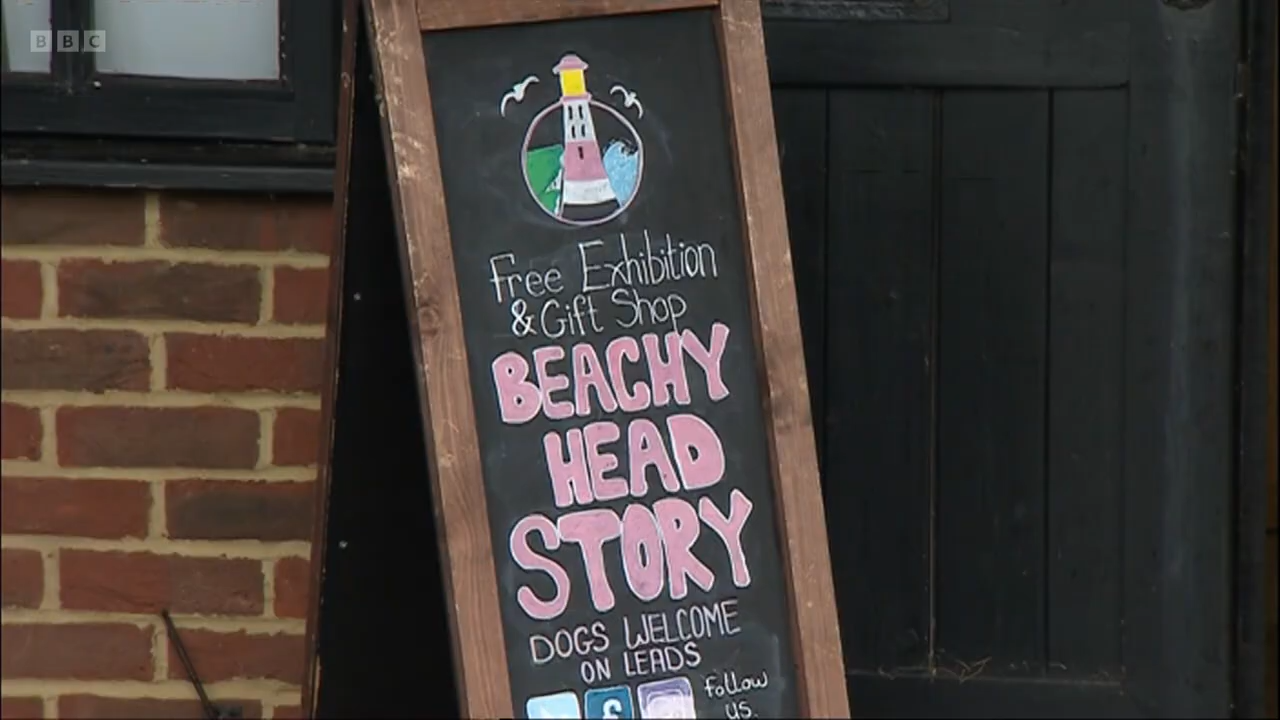 BBC
Free Exhibition
& Gift Shop
BEACHY
HEAD
STORY
DOGS WELCOME
ON LEADS
follow
us.